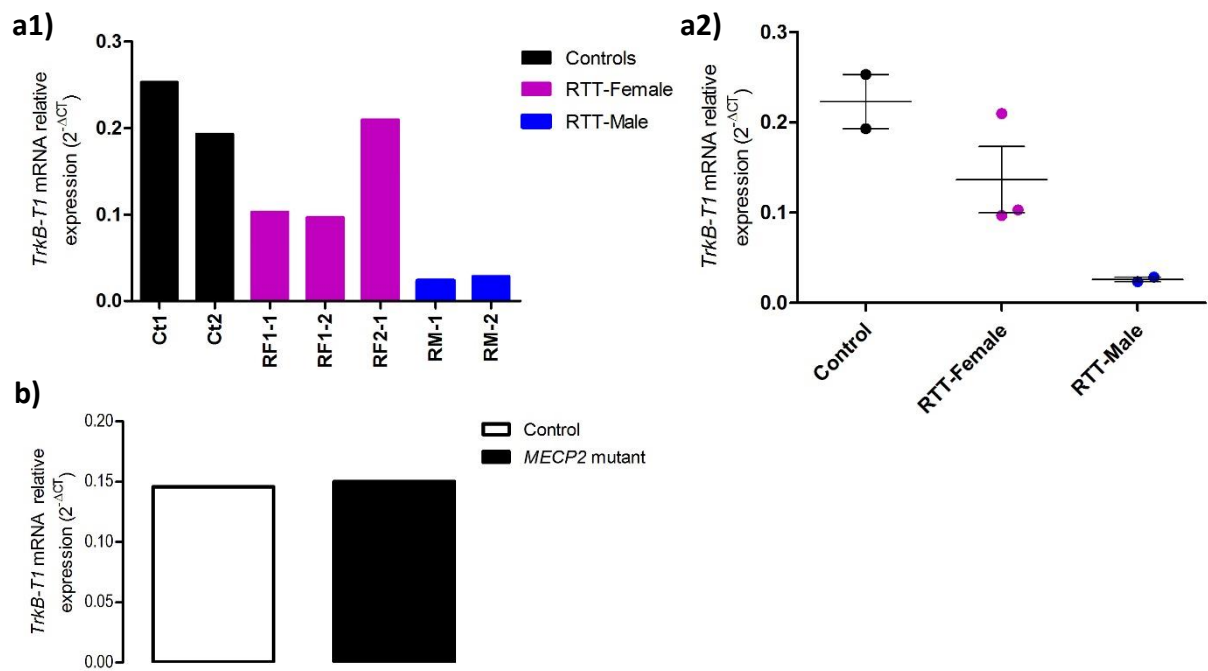 a1)
TrkB-T1 mRNA relative
expression (2^-ΔCT)
0.3
0.2
0.1
0.0
Ct1
Ct2
RF1-1
RF1-2
RF2-1
RM-1
RM-2
Controls
RTT-Female
RTT-Male
a2)
TrkB-T1 mRNA relative
expression (2^-ΔCT)
0.3
0.2
0.1
0.0
Control
RTT-Female
RTT-Male
b)
TrkB-T1 mRNA relative
expression (2^-ΔCT)
0.20
0.15
0.10
0.05
0.00
Control
MECP2 mutant